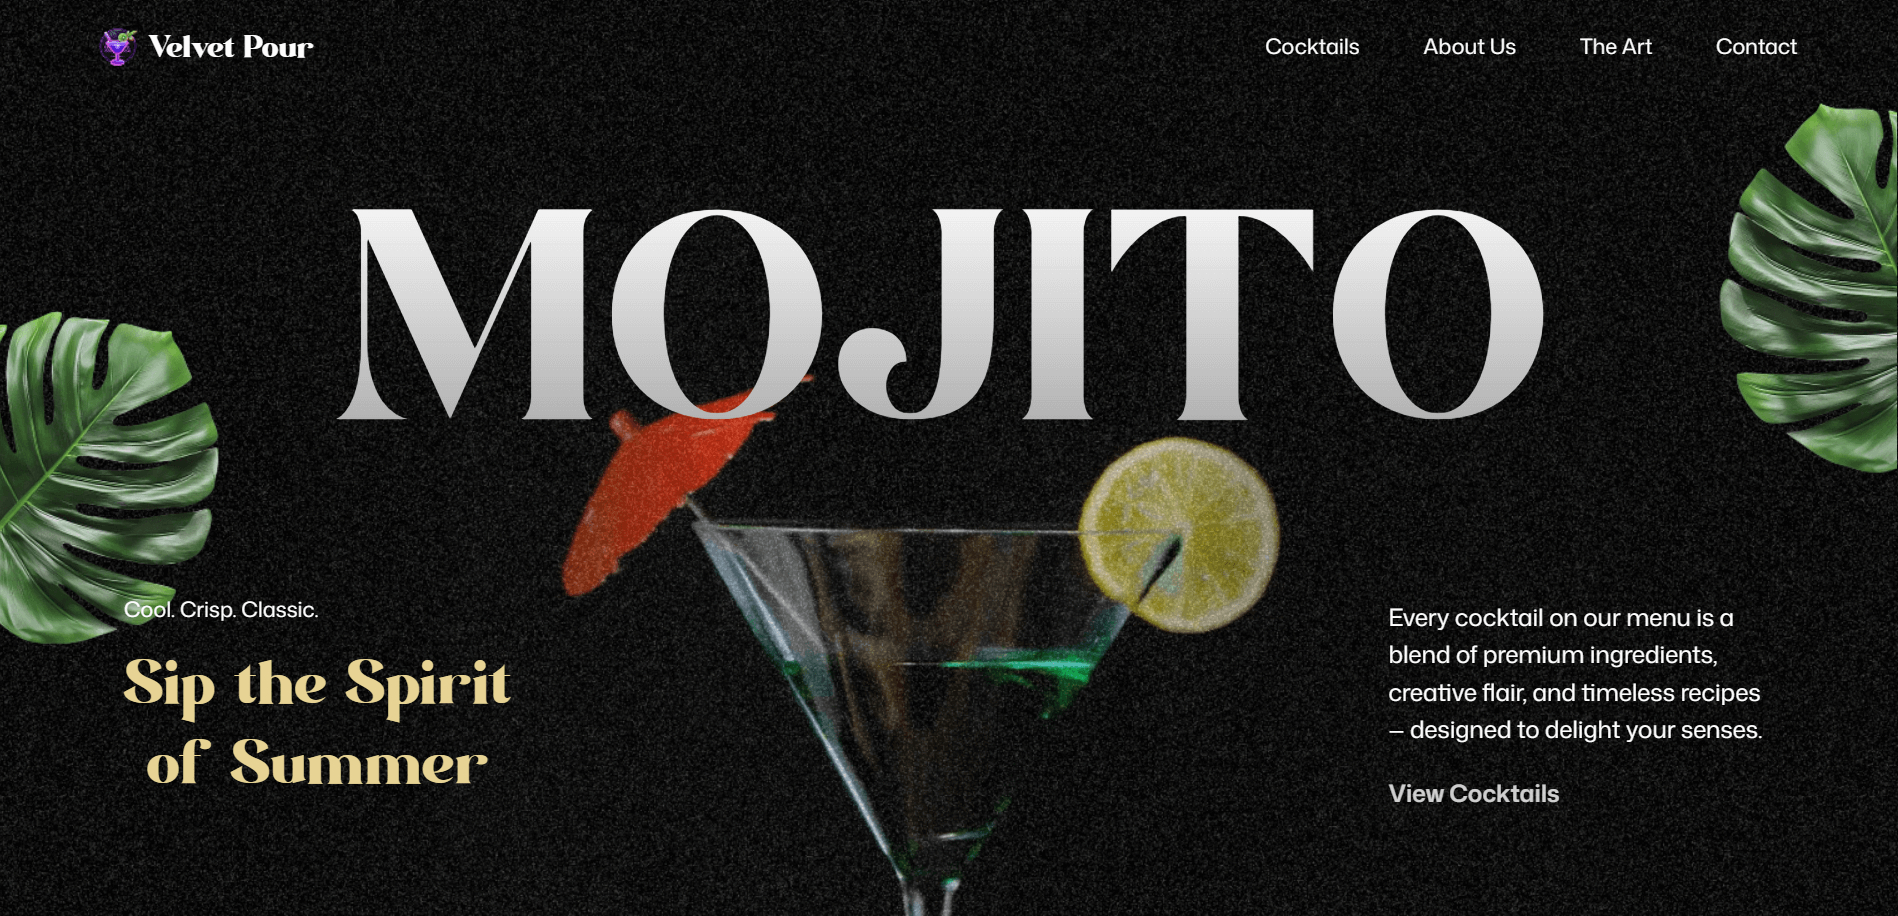 Velvet Pour
Cocktails
About Us
The Art
Contact
MOJITO
Cool. Crisp. Classic.
Sip the Spirit
of Summer
Every cocktail on our menu is a
blend of premium ingredients,
creative flair, and timeless recipes
– designed to delight your senses.
View Cocktails